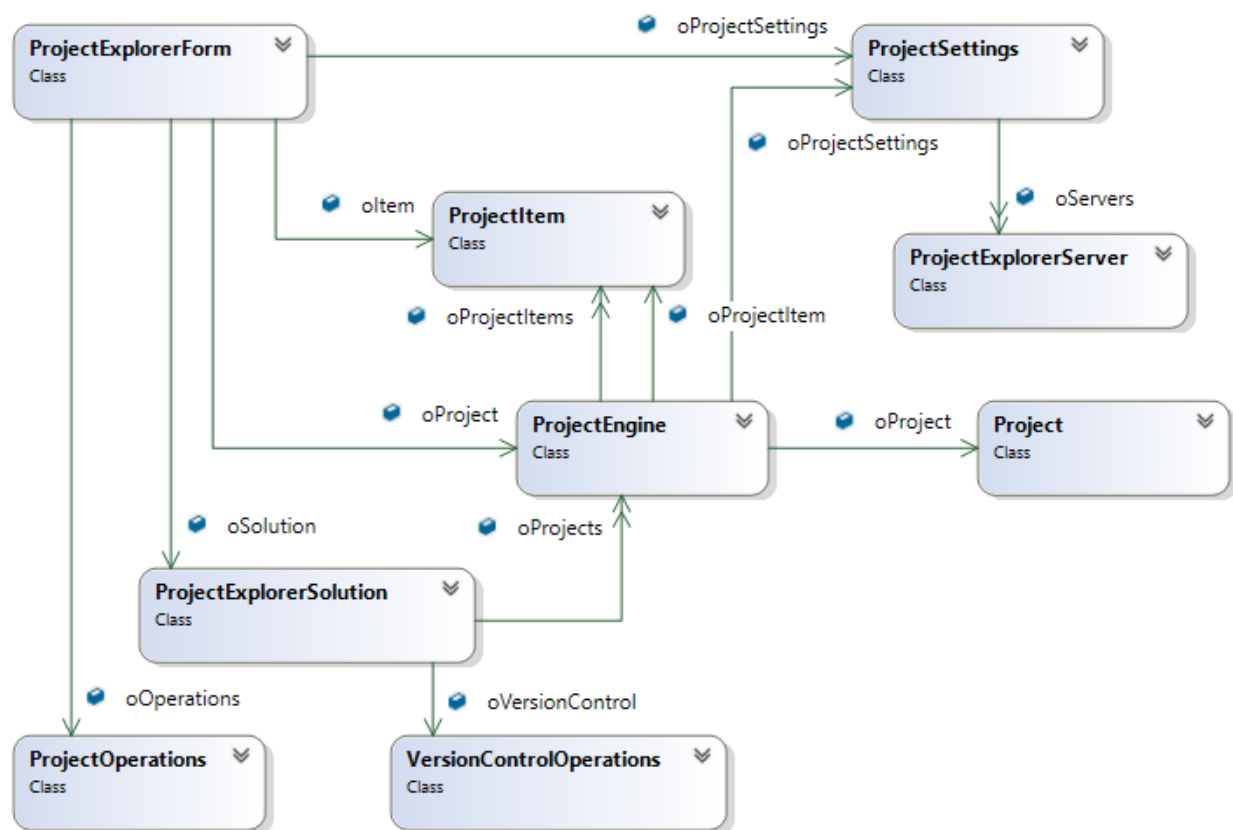 ProjectExplorerForm
Class
oProjectSettings
ProjectSettings
Class
oProjectSettings
oItem
ProjectItem
Class
oServers
ProjectExplorerServer
Class
oProjectItems
oProjectItem
oProject
ProjectEngine
Class
oProject
Project
Class
oSolution
oProjects
ProjectExplorerSolution
Class
oOperations
oVersionControl
ProjectOperations
Class
VersionControlOperations
Class